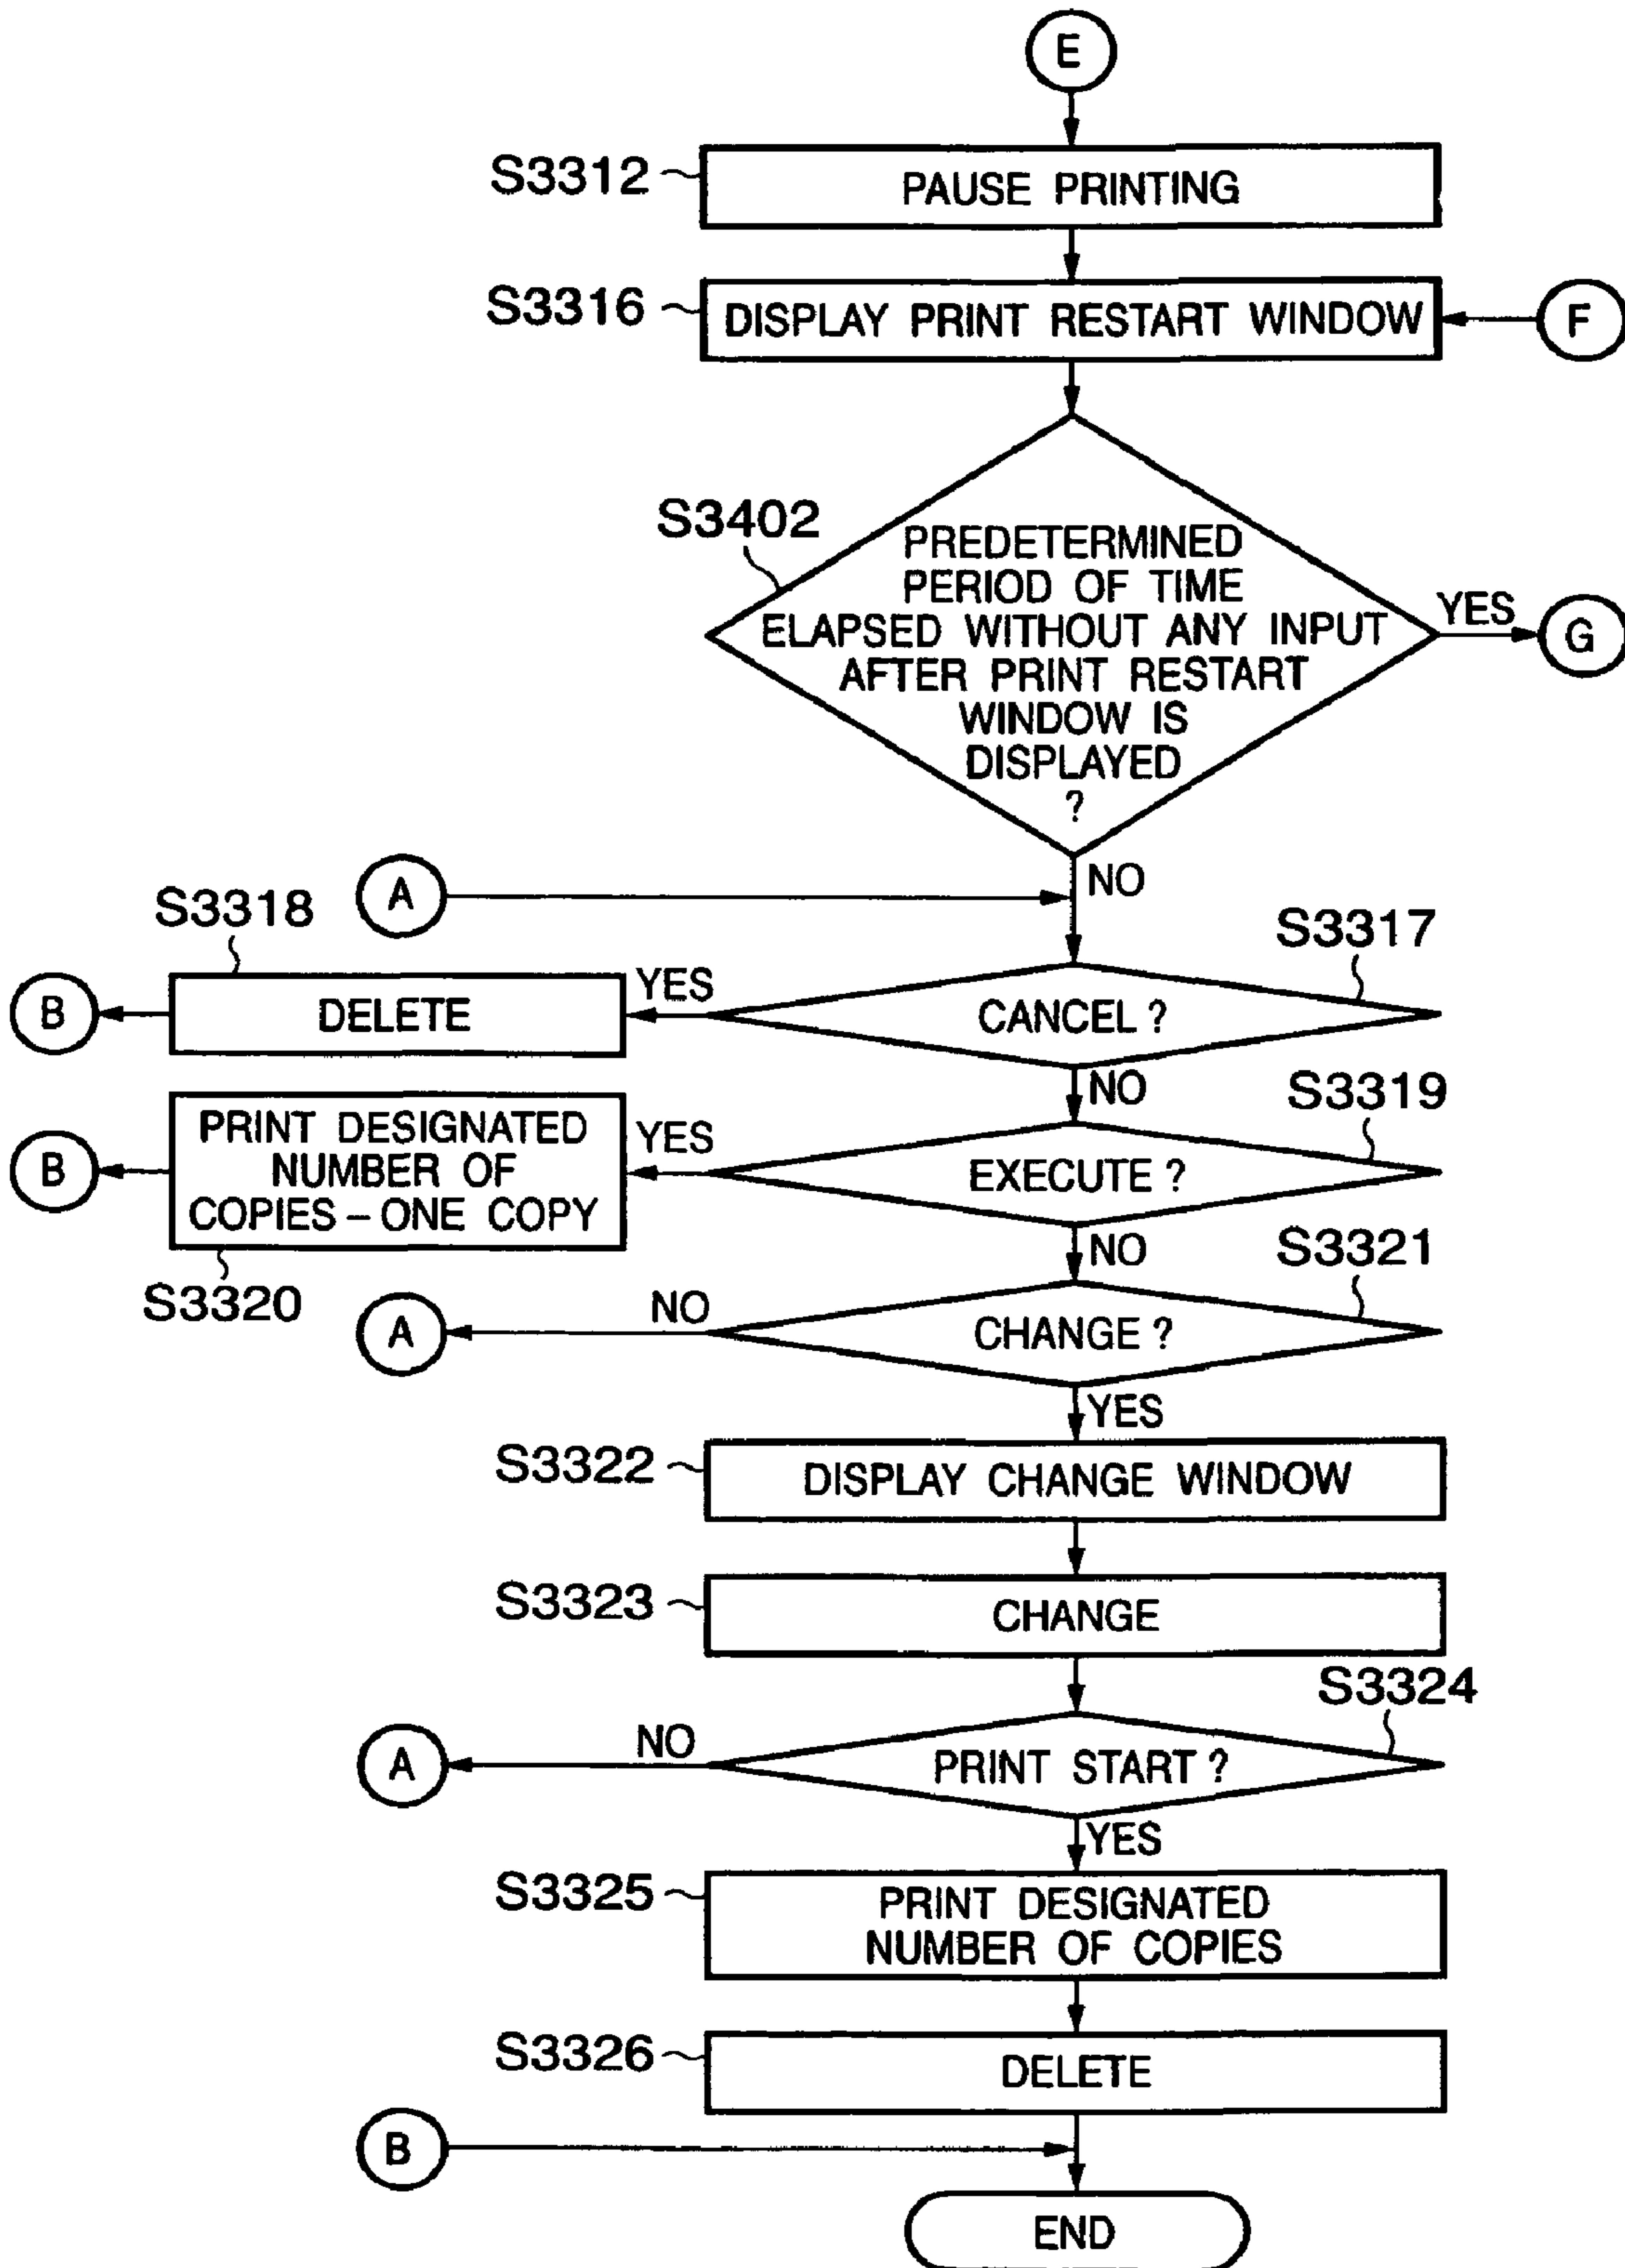 E
S3312
PAUSE PRINTING
S3316
DISPLAY PRINT RESTART WINDOW
F
S3402
PREDETERMINED
PERIOD OF TIME
ELAPSED WITHOUT ANY INPUT
AFTER PRINT RESTART
WINDOW IS
DISPLAYED
?
YES
G
NO
A
S3318
S3317
B
DELETE
YES
CANCEL ?
NO
S3319
B
PRINT DESIGNATED
NUMBER OF
COPIES – ONE COPY
YES
EXECUTE ?
S3320
NO
S3321
A
NO
CHANGE ?
YES
S3322
DISPLAY CHANGE WINDOW
S3323
CHANGE
S3324
A
NO
PRINT START ?
YES
S3325
PRINT DESIGNATED
NUMBER OF COPIES
S3326
DELETE
B
END